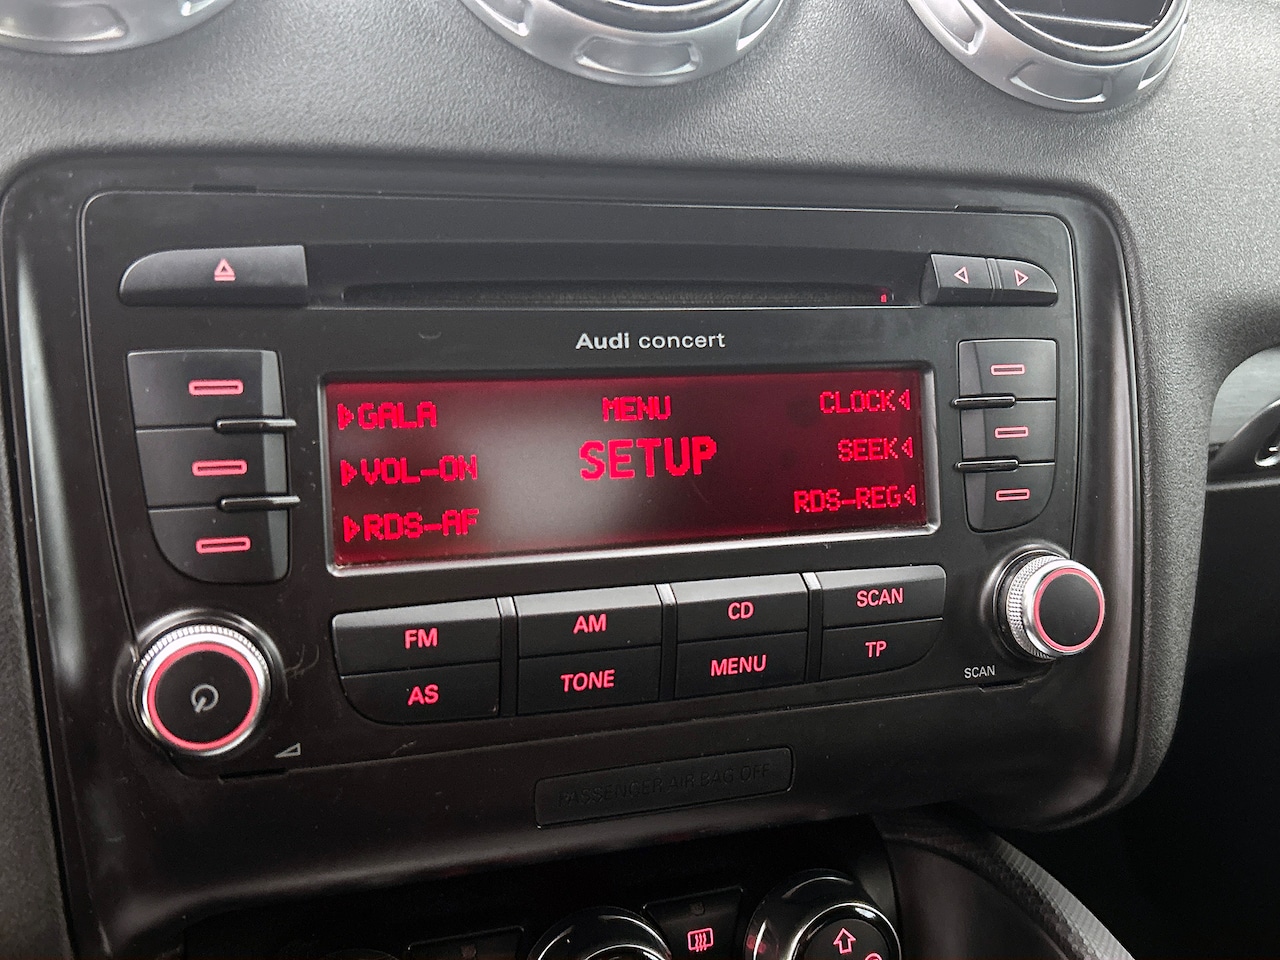 Audi concert
GALA MENU CLOCK
VOL-ON SETUP SEEK
RDS-AF RDS-REG
FM AM CD SCAN
AS TONE MENU TP
SCAN
PASSENGER AIR BAG OFF